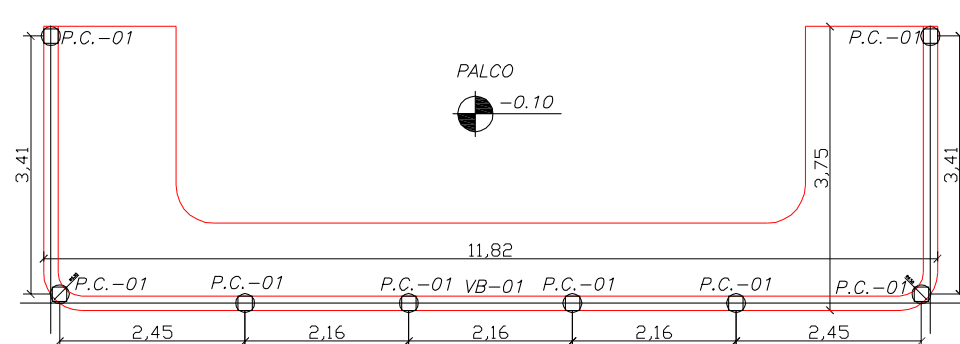 P.C.-01 P.C.-01
PALCO
-0.10
3,41 3,75 3,41
11,82
P.C.-01 P.C.-01 P.C.-01 VB-01 P.C.-01 P.C.-01 P.C.-01
2,45 2,16 2,16 2,16 2,45